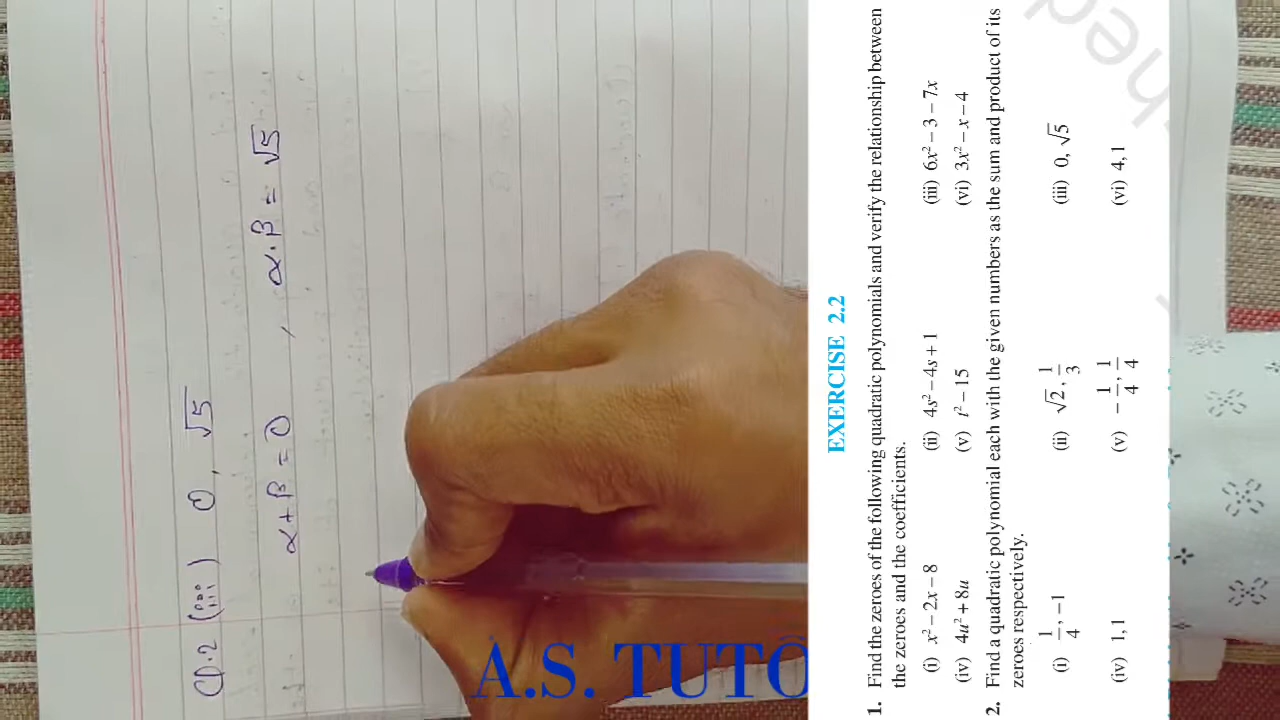 Q.2 (iii) 0, √5
α+β=0 , α.β = √5
A.S. TUTO
EXERCISE 2.2
1. Find the zeroes of the following quadratic polynomials and verify the relationship between
the zeroes and the coefficients.
(i) x² – 2x – 8 (ii) 4s² – 4s + 1 (iii) 6x² – 3 – 7x
(iv) 4u² + 8u (v) t² – 15 (vi) 3x² – x – 4
2. Find a quadratic polynomial each with the given numbers as the sum and product of its
zeroes respectively.
(i) 1/4, –1 (ii) √2, 1/3 (iii) 0, √5
(iv) 1,1 (v) –1/4, 1/4 (vi) 4,1